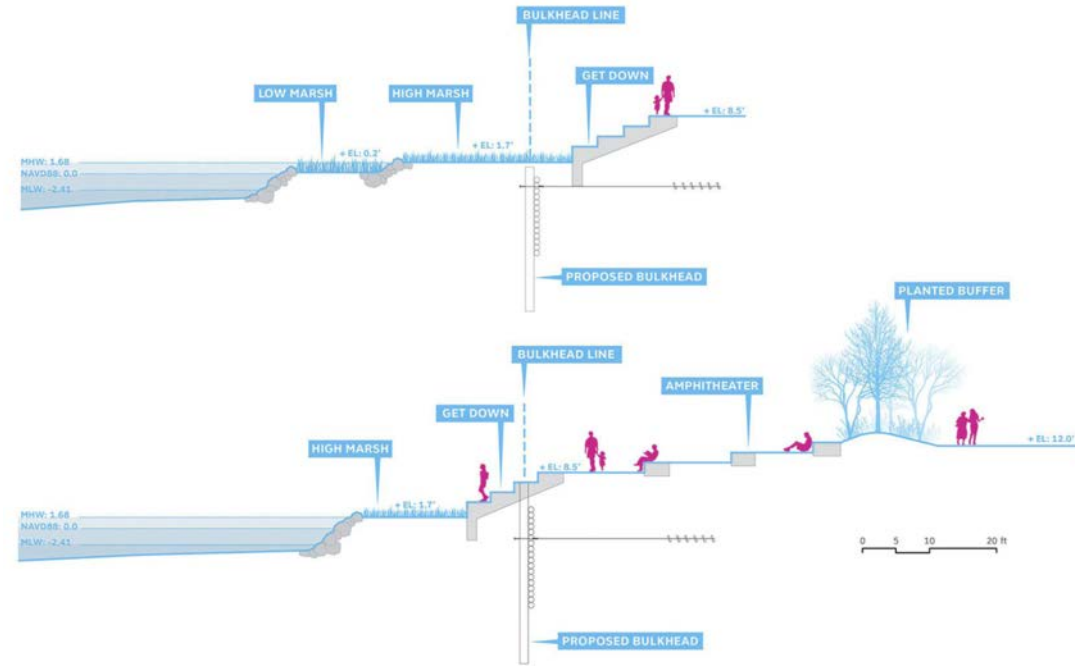 BULKHEAD LINE
GET DOWN
LOW MARSH
HIGH MARSH
+ EL: 8.5'
+ EL: 0.2'
+ EL: 1.7'
MHW: 1.68
NAVD88: 0.0
MLW: -2.41
PROPOSED BULKHEAD
PLANTED BUFFER
BULKHEAD LINE
AMPHITHEATER
GET DOWN
HIGH MARSH
+ EL: 12.0'
+ EL: 8.5'
+ EL: 1.7'
MHW: 1.68
NAVD88: 0.0
MLW: -2.41
0 5 10 20 ft
PROPOSED BULKHEAD